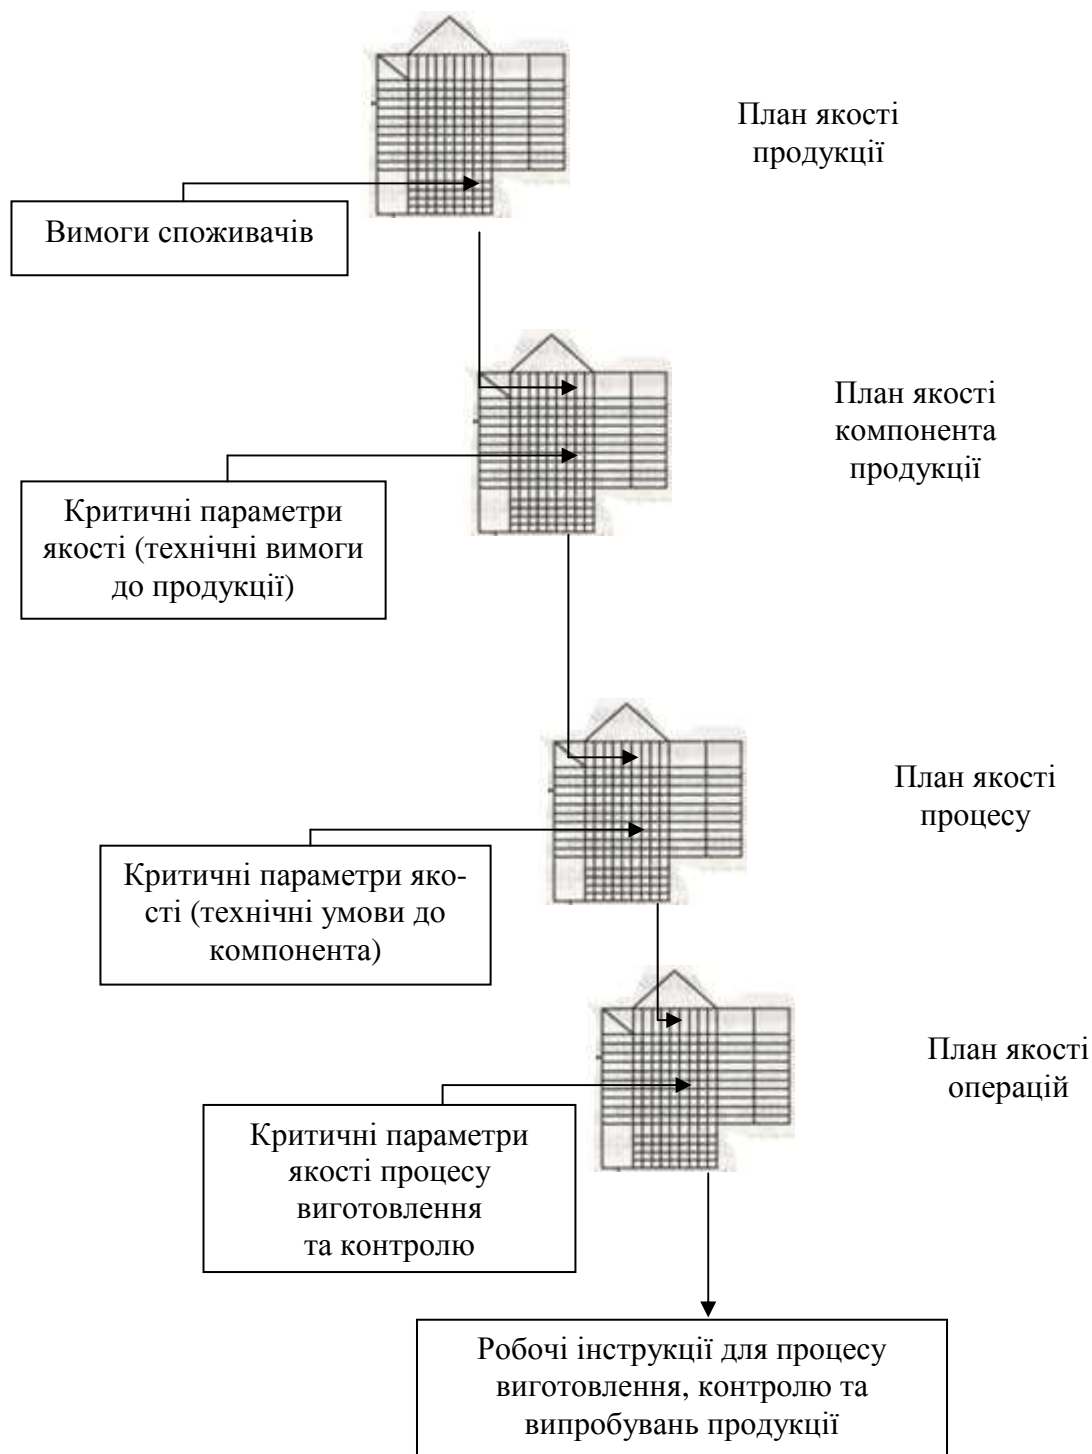 План якості
продукції
Вимоги споживачів
План якості
компонента
продукції
Критичні параметри
якості (технічні вимоги
до продукції)
План якості
процесу
Критичні параметри яко-
сті (технічні умови до
компонента)
План якості
операцій
Критичні параметри
якості процесу
виготовлення
та контролю
Робочі інструкції для процесу
виготовлення, контролю та
випробувань продукції